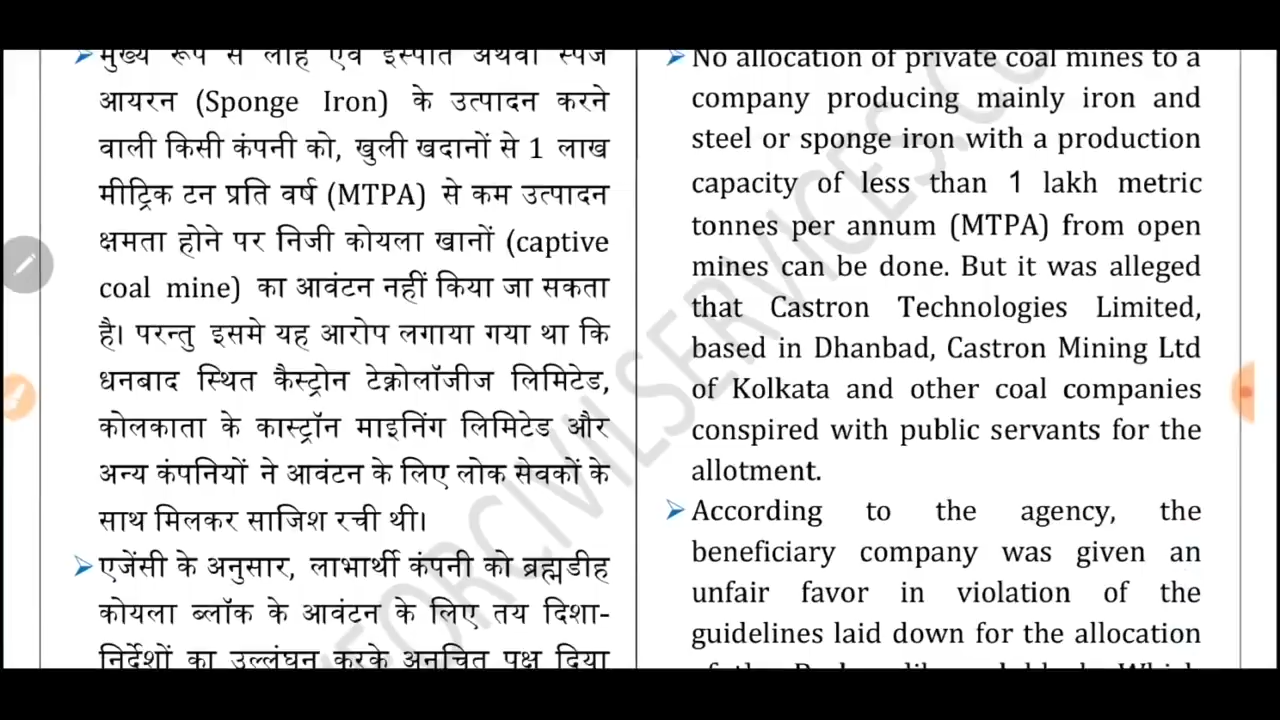 मुख्य रूप से लौह एवं इस्पात अथवा स्पंज
आयरन (Sponge Iron) के उत्पादन करने
वाली किसी कंपनी को, खुली खदानों से 1 लाख
मीट्रिक टन प्रति वर्ष (MTPA) से कम उत्पादन
क्षमता होने पर निजी कोयला खानों (captive
coal mine) का आवंटन नहीं किया जा सकता
है। परन्तु इसमे यह आरोप लगाया गया था कि
धनबाद स्थित कैस्ट्रोन टेक्नोलॉजीज लिमिटेड,
कोलकाता के कास्ट्रॉन माइनिंग लिमिटेड और
अन्य कंपनियों ने आवंटन के लिए लोक सेवकों के
साथ मिलकर साजिश रची थी।
एजेंसी के अनुसार, लाभार्थी कंपनी को ब्रह्मडीह
कोयला ब्लॉक के आवंटन के लिए तय दिशा-
निर्देशों का उल्लंघन करके अनुचित पक्ष दिया
No allocation of private coal mines to a
company producing mainly iron and
steel or sponge iron with a production
capacity of less than 1 lakh metric
tonnes per annum (MTPA) from open
mines can be done. But it was alleged
that Castron Technologies Limited,
based in Dhanbad, Castron Mining Ltd
of Kolkata and other coal companies
conspired with public servants for the
allotment.
According to the agency, the
beneficiary company was given an
unfair favor in violation of the
guidelines laid down for the allocation
FORCIVILSERVICES.CO